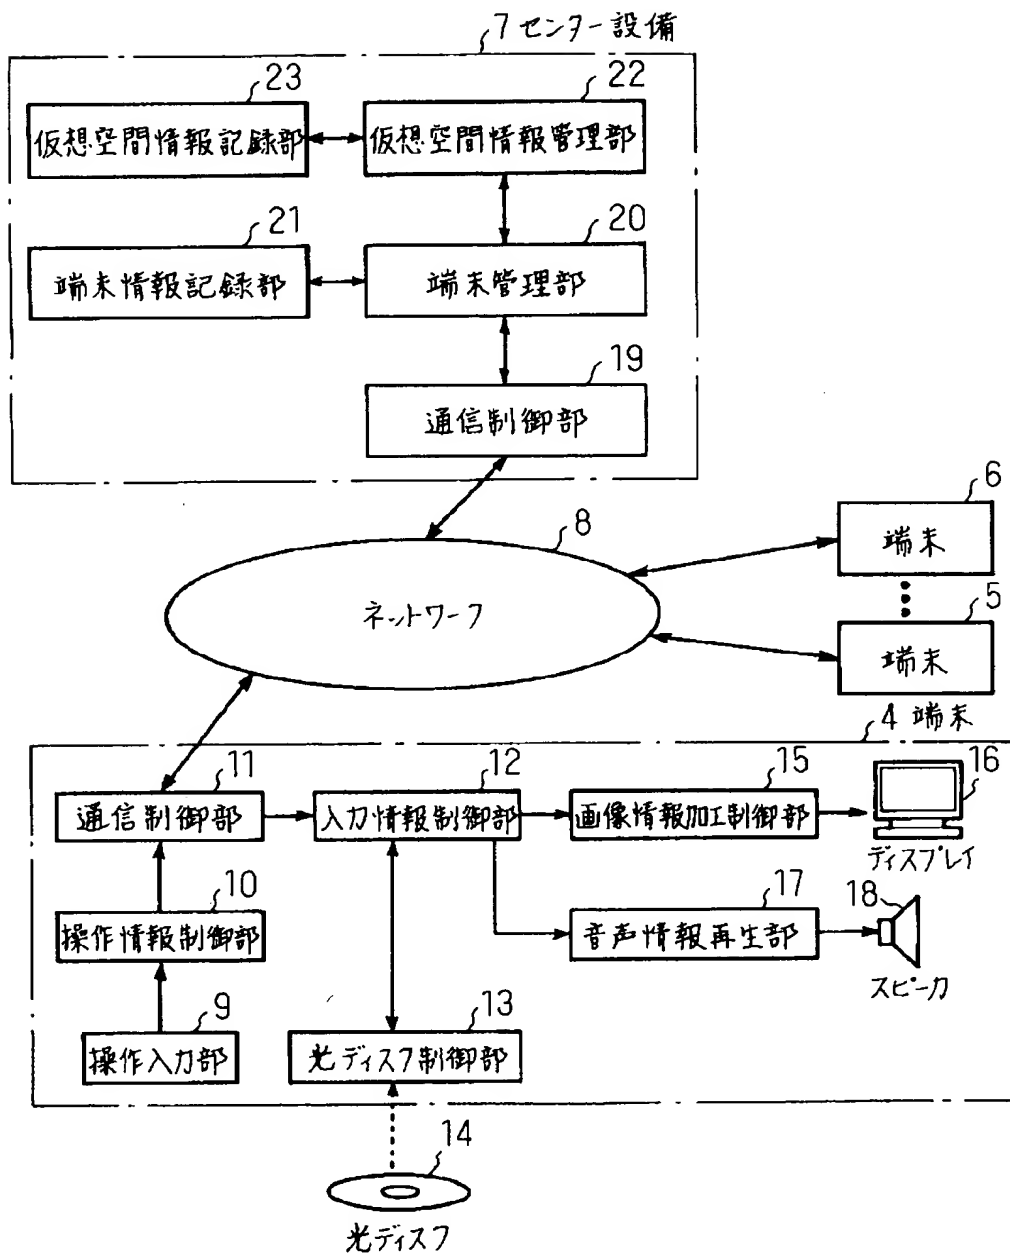 7 センター設備
23
22
仮想空間情報記録部
仮想空間情報管理部
21
20
端末情報記録部
端末管理部
19
通信制御部
6
端末
8
ネットワーク
5
端末
4 端末
11
12
15
16
通信制御部
入力情報制御部
画像情報加工制御部
ディスプレイ
10
17
18
操作情報制御部
音声情報再生部
スピーカ
9
13
操作入力部
光ディスク制御部
14
光ディスク